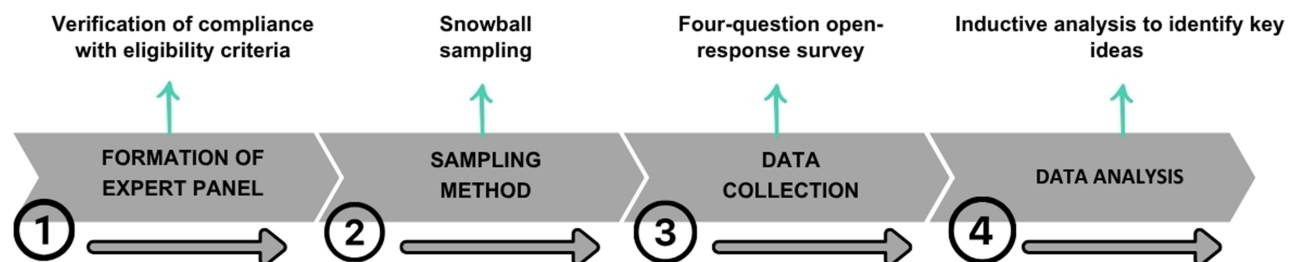 Verification of compliance
with eligibility criteria
Snowball
sampling
Four-question open-
response survey
Inductive analysis to identify key
ideas
FORMATION OF
EXPERT PANEL
SAMPLING
METHOD
DATA
COLLECTION
DATA ANALYSIS
1
2
3
4